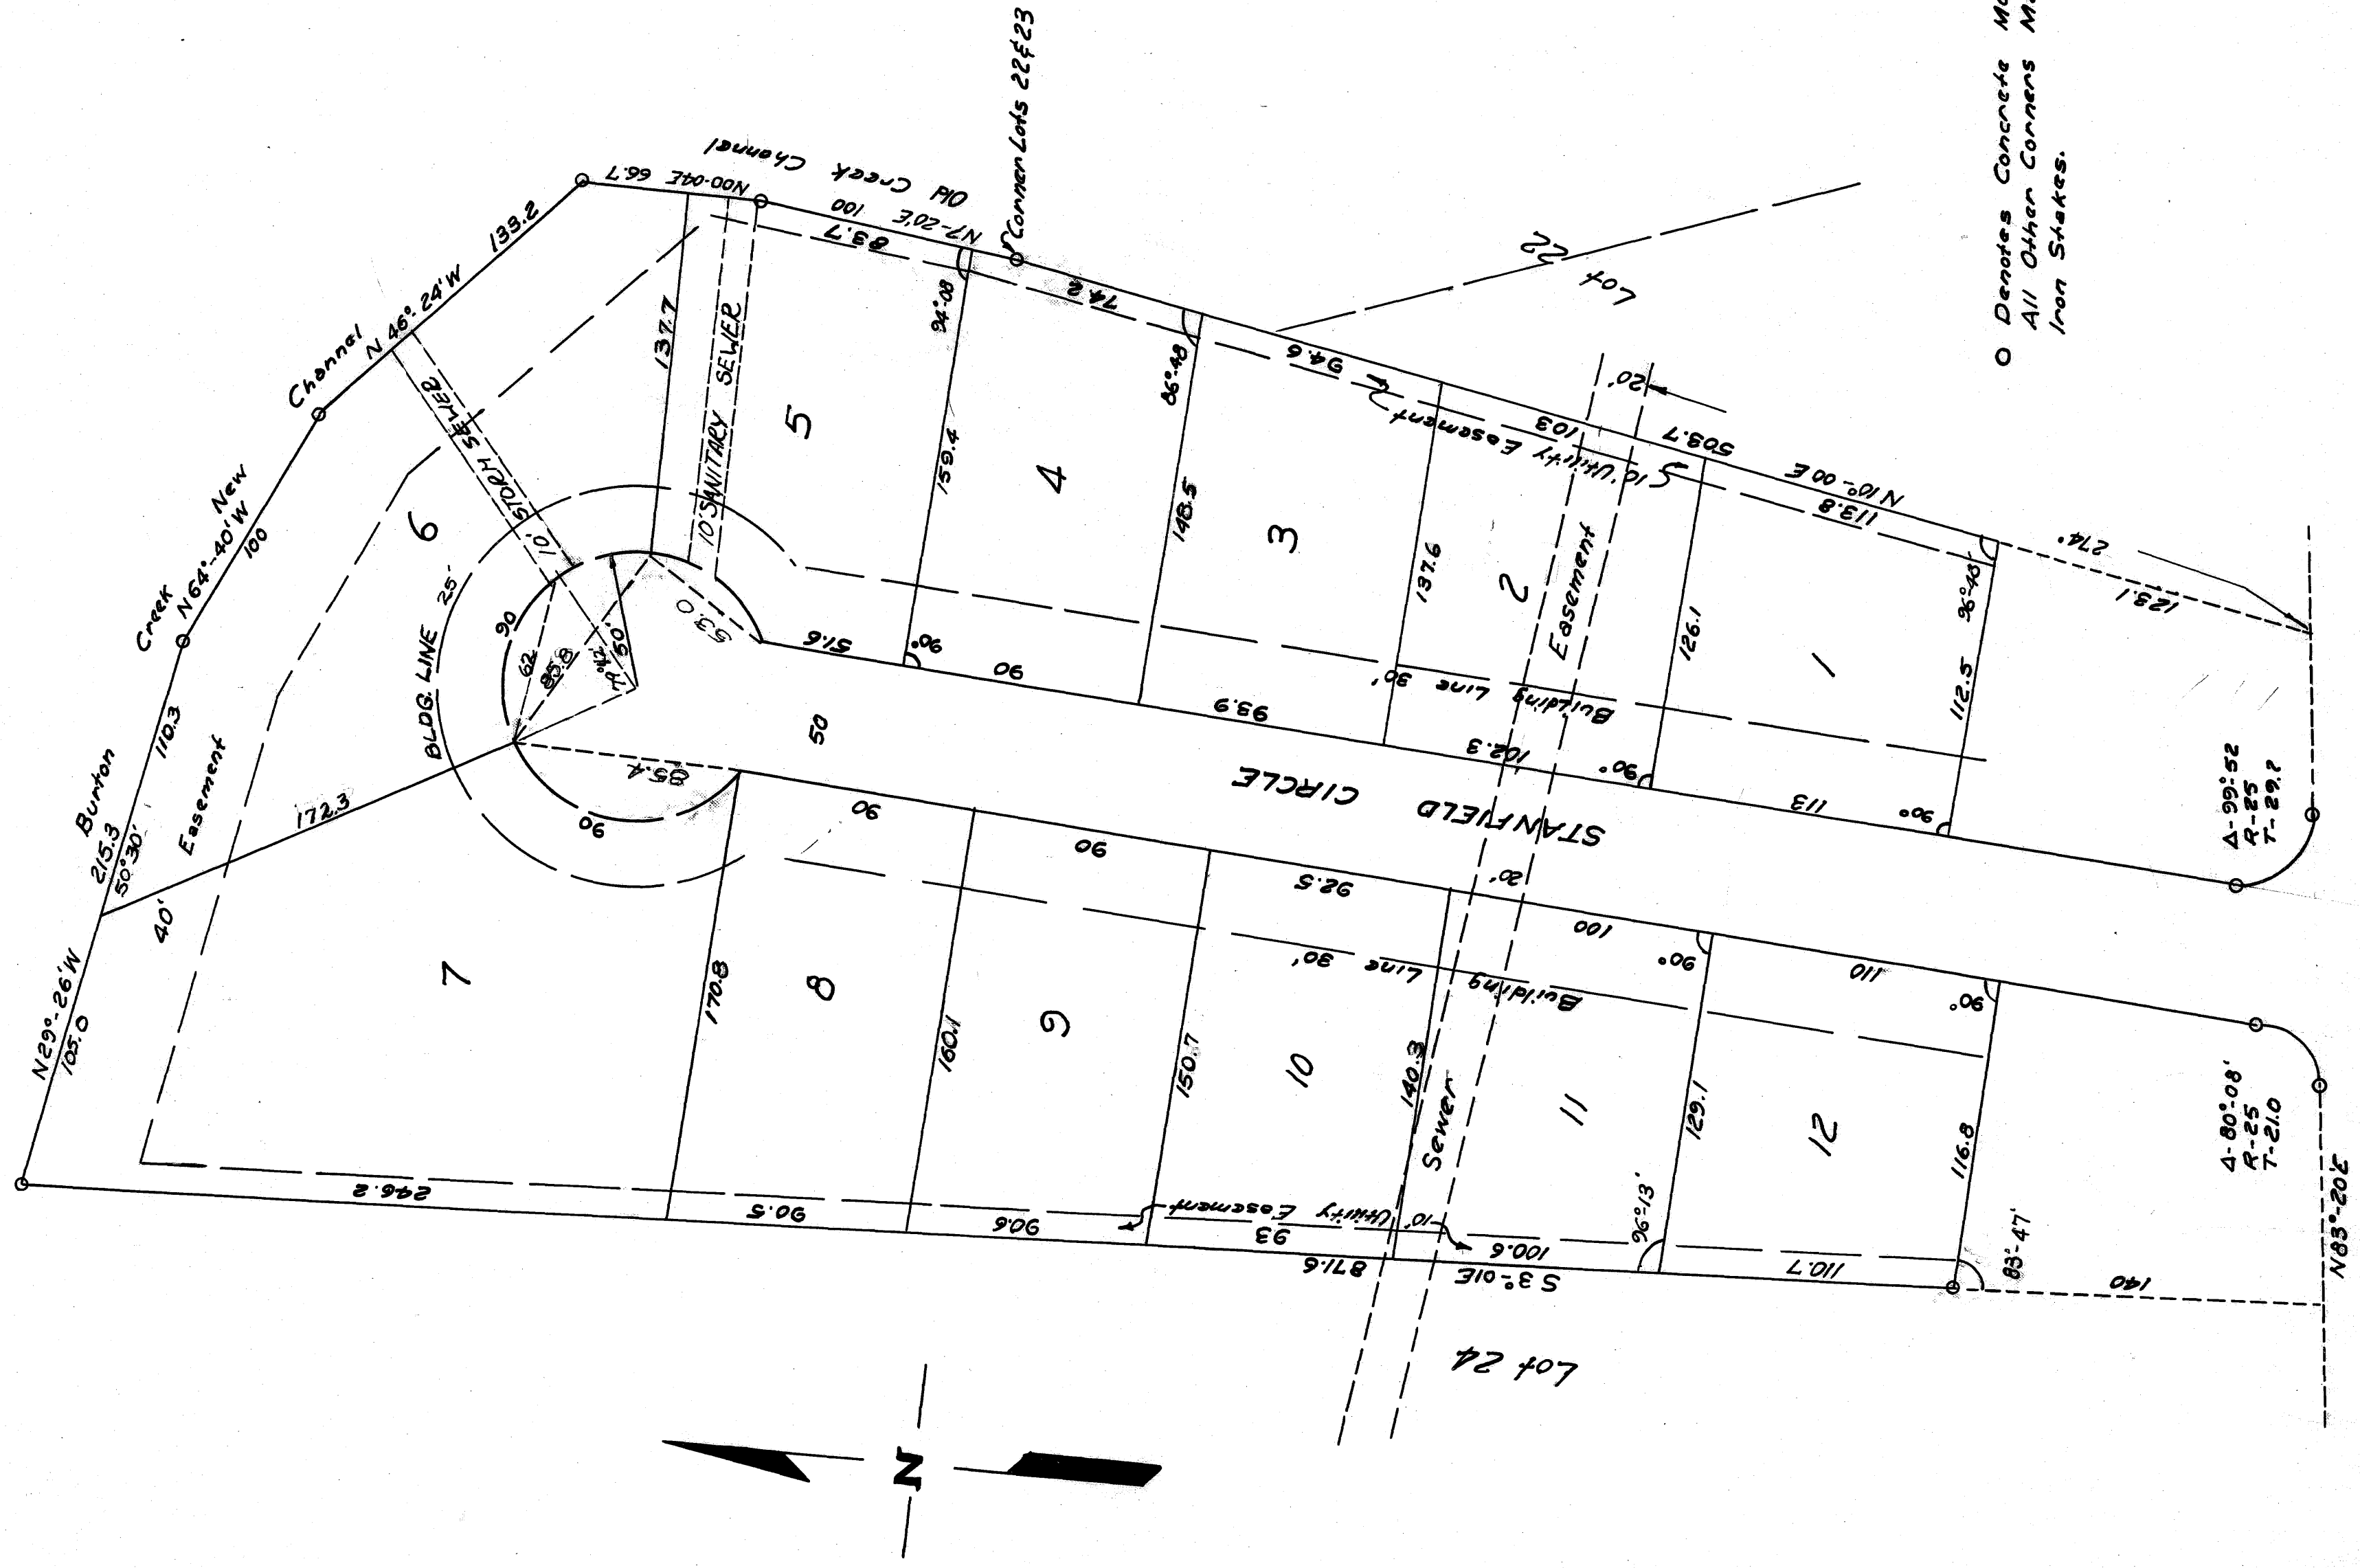 Burton
Creek
New
Channel
N29°-26'W
105.0
215.3
50°30'
110.3
N64°-40'W
100
N 46°-24'W
133.2
N00-04E 66.7
Old Creek Channel
N7-20'E 100
83.7
Corner Lots 22&23
40'
Easement
172.3
6
BLDG. LINE 25'
10' STORM SEWER
90
62
85.8
50'
53.0
85.4
90
137.7
10' SANITARY SEWER
5
94-08
159.4
51.6
90°
4
74.2
86°-48
148.5
90
3
94.6
10' Utility Easement
137.6
93.9
2
103
20'
Easement
30'
Building Line
102.3
126.1
90°
1
509.7
N10°-00 E
113.8
96°-48'
112.5
113
90°
274°
123.1
Lot 22
50
STANFIELD CIRCLE
Δ-99°-52
R-25
T-29.7
7
246.2
170.8
8
90
90.5
160.1
9
90
90.6
150.7
10
92.5
93
140.3
Utility Easement
10'
Building Line 30'
20'
Sewer
11
100
100.6
90°
129.1
96°-13'
12
110
110.7
90°
116.8
83°-47'
871.6
S 3°-01E
140
Δ-80°-08'
R-25
T-21.0
N83°-20'E
Lot 24
N
O Denotes Concrete
All Other Corners
Iron Stakes.